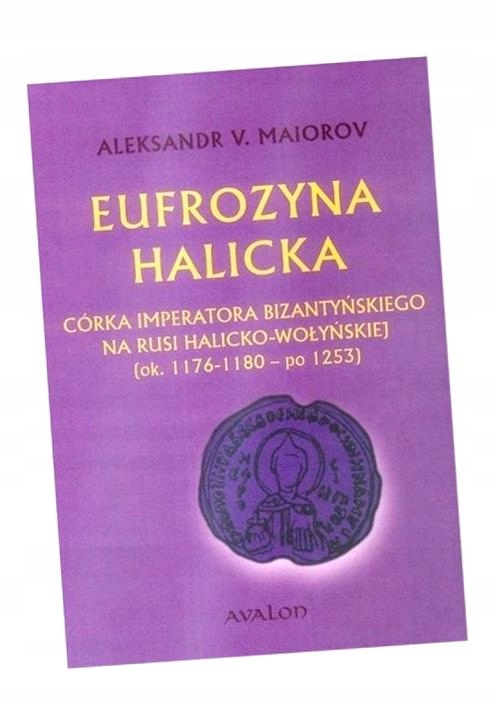 ALEKSANDR V. MAIOROV
EUFROZYNA
HALICKA
CÓRKA IMPERATORA BIZANTYŃSKIEGO
NA RUSI HALICKO-WOŁYŃSKIEJ
(ok. 1176-1180 – po 1253)
AVALON